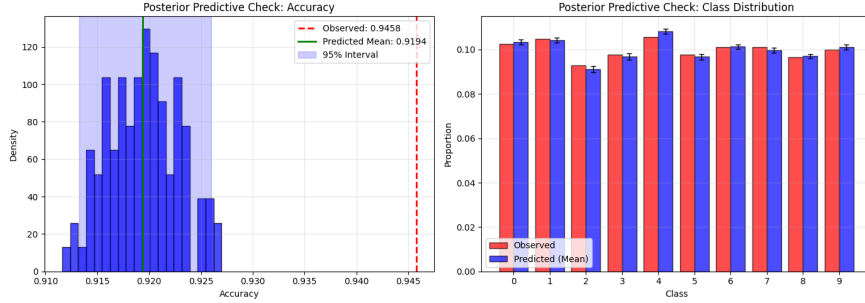 Posterior Predictive Check: Accuracy
Observed: 0.9458
Predicted Mean: 0.9194
95% Interval
Density
120
100
80
60
40
20
0
0.910
0.915
0.920
0.925
0.930
0.935
0.940
0.945
Accuracy
Posterior Predictive Check: Class Distribution
Proportion
0.10
0.08
0.06
0.04
0.02
0.00
Observed
Predicted (Mean)
0
1
2
3
4
5
6
7
8
9
Class